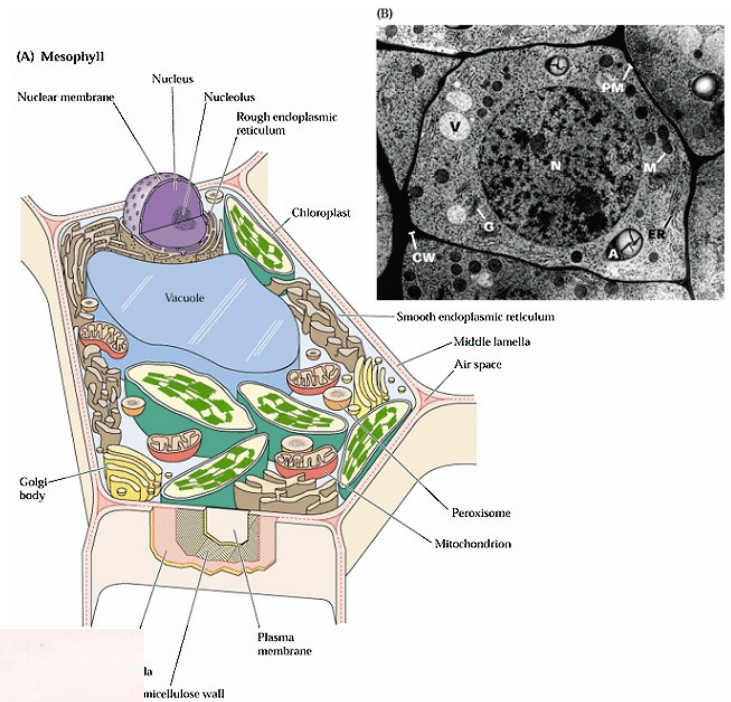 (B)
(A) Mesophyll
Nucleus
Nuclear membrane
Nucleolus
Rough endoplasmic
reticulum
Chloroplast
Vacuole
Smooth endoplasmic reticulum
Middle lamella
Air space
Golgi
body
Peroxisome
Mitochondrion
Plasma
membrane
la
micellulose wall
PM
V
N
M
G
ER
CW
A